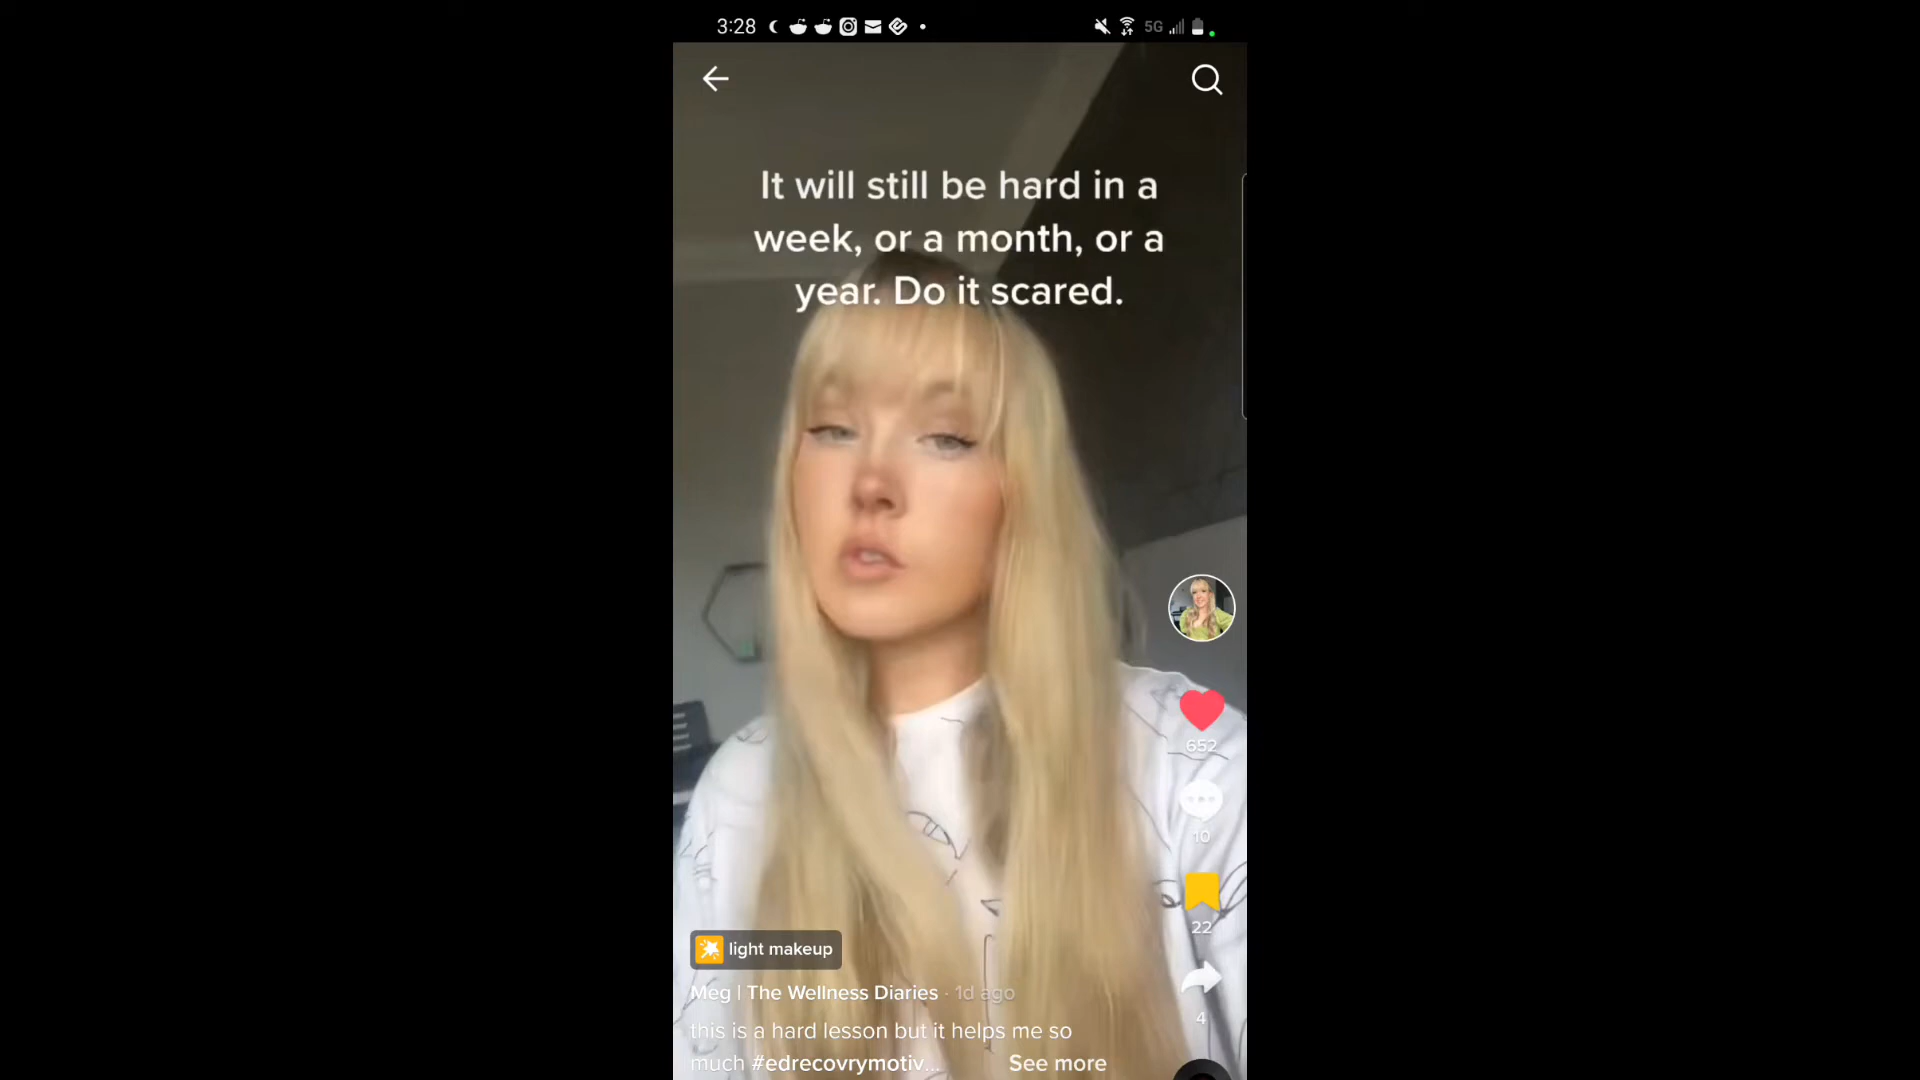 3:28
5G
It will still be hard in a
week, or a month, or a
year. Do it scared.
652
10
22
light makeup
Meg | The Wellness Diaries · 1d ago
4
this is a hard lesson but it helps me so
much #edrecovrymotiv... See more